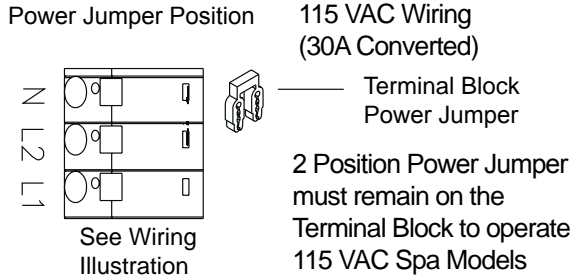 Power Jumper Position
115 VAC Wiring
(30A Converted)
N
L2
L1
Terminal Block
Power Jumper
See Wiring
Illustration
2 Position Power Jumper
must remain on the
Terminal Block to operate
115 VAC Spa Models